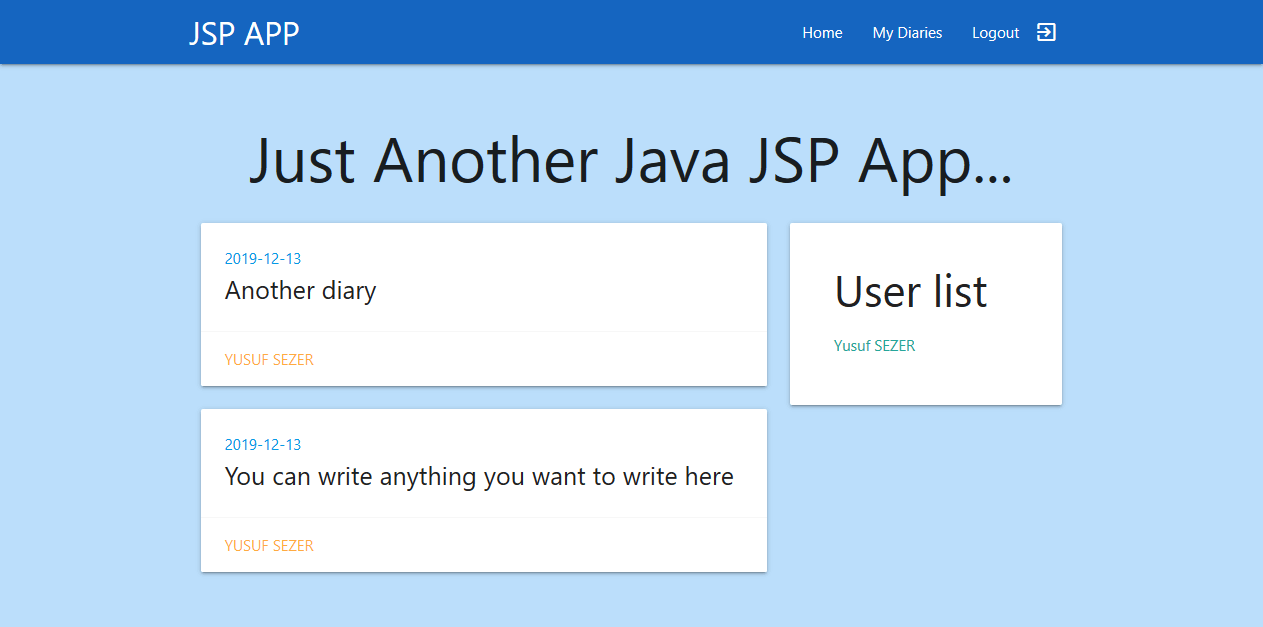 JSP APP
Home
My Diaries
Logout
Just Another Java JSP App...
2019-12-13
Another diary
YUSUF SEZER
2019-12-13
You can write anything you want to write here
YUSUF SEZER
User list
Yusuf SEZER